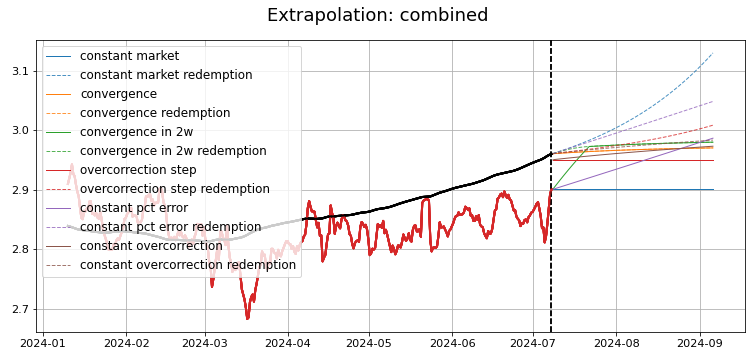 Extrapolation: combined
constant market
constant market redemption
convergence
convergence redemption
convergence in 2w
convergence in 2w redemption
overcorrection step
overcorrection step redemption
constant pct error
constant pct error redemption
constant overcorrection
constant overcorrection redemption
3.1
3.0
2.9
2.8
2.7
2024-01 2024-02 2024-03 2024-04 2024-05 2024-06 2024-07 2024-08 2024-09